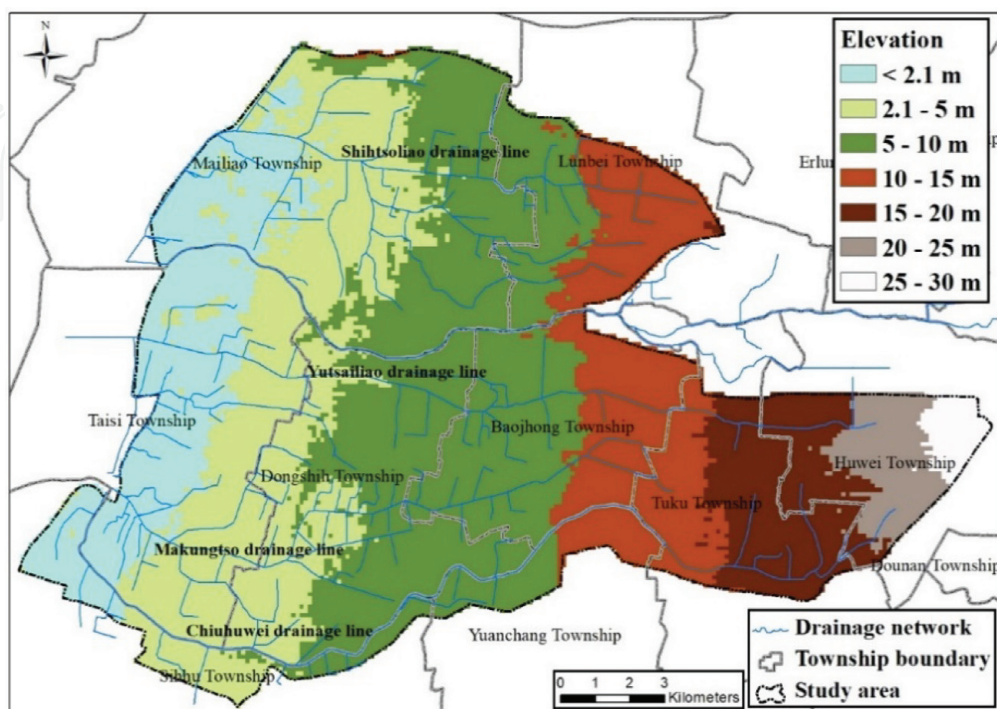 N
Elevation
< 2.1 m
2.1 - 5 m
5 - 10 m
10 - 15 m
15 - 20 m
20 - 25 m
25 - 30 m
Mailiao Township
Shihtsoliao drainage line
Lunbei Township
Erlun
p
Yutsailiao drainage line
Taisi Township
Baojhong Township
Dongshih Township
Huwei Township
Tuku Township
Makungtso drainage line
Dounan Township
Chiuhuwei drainage line
Yuanchang Township
Sihhu Township
Drainage network
Township boundary
Study area
0 1 2 3
Kilometers